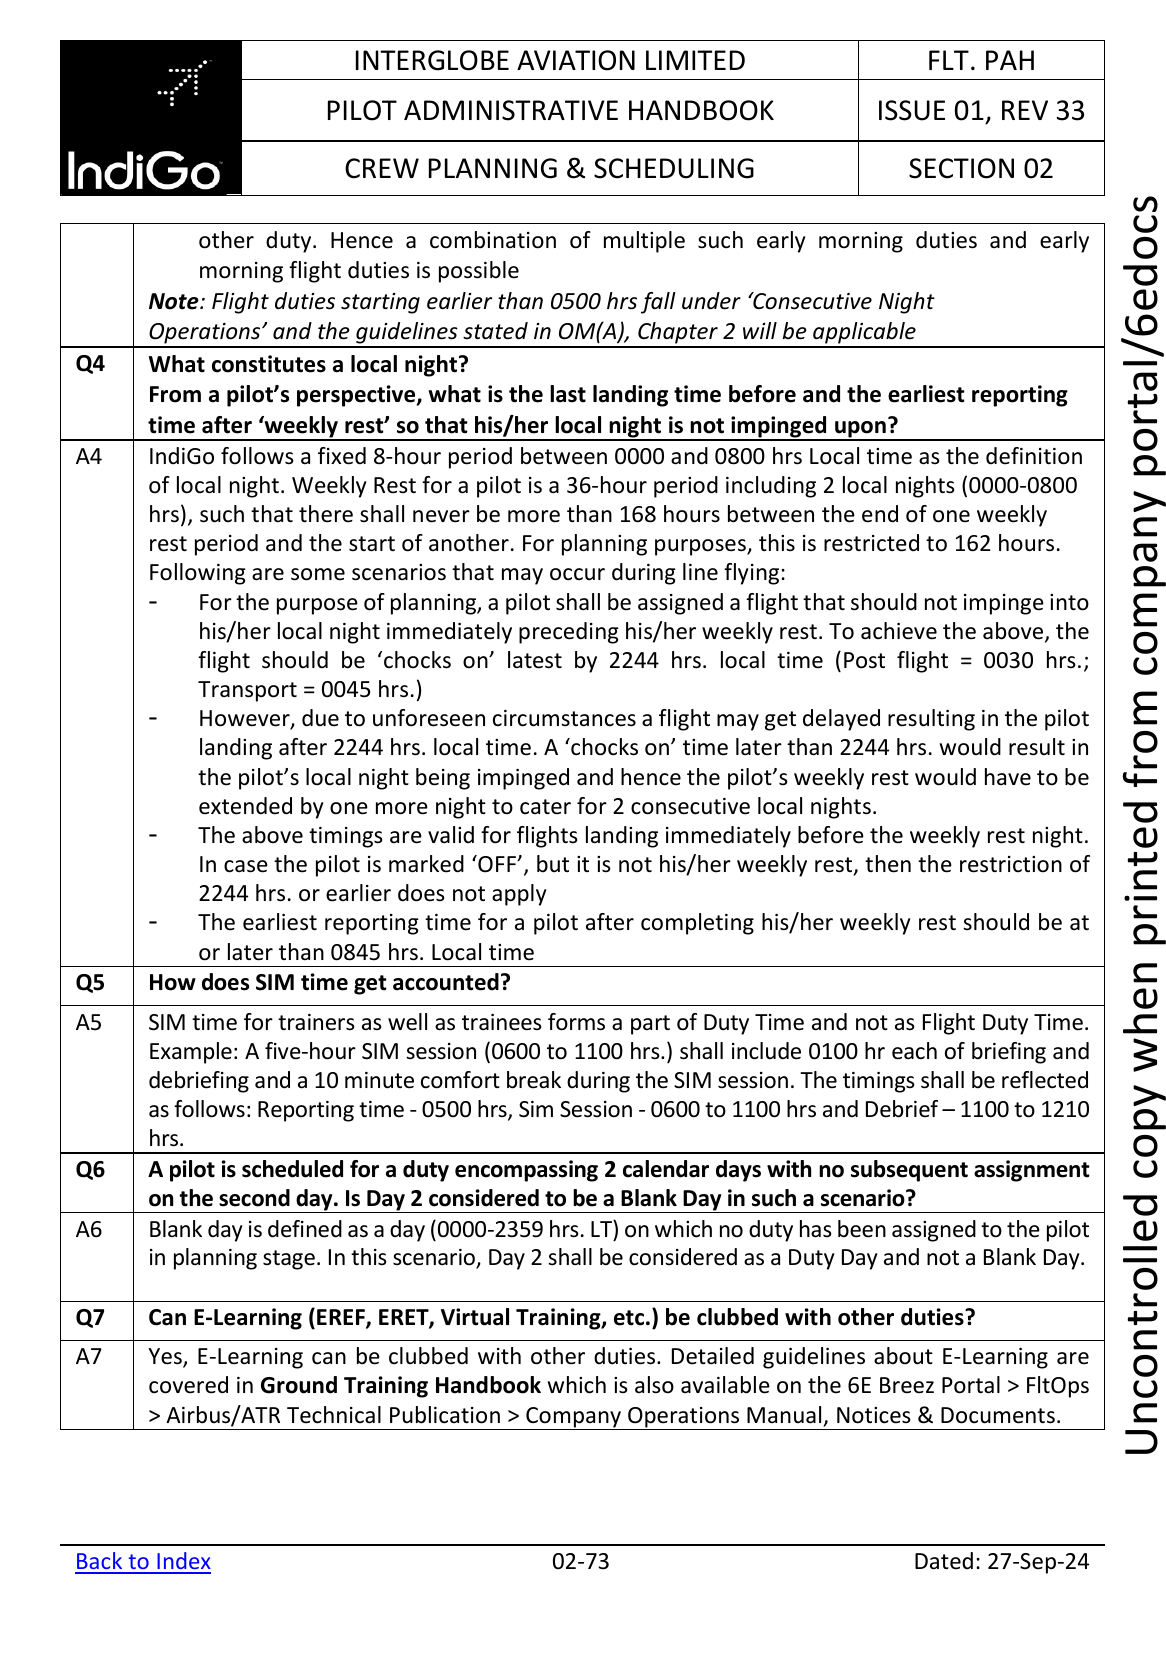 INTERGLOBE AVIATION LIMITED
FLT. PAH
PILOT ADMINISTRATIVE HANDBOOK
ISSUE 01, REV 33
IndiGo
CREW PLANNING & SCHEDULING
SECTION 02
other duty. Hence a combination of multiple such early morning duties and early
morning flight duties is possible
Note: Flight duties starting earlier than 0500 hrs fall under ‘Consecutive Night
Operations’ and the guidelines stated in OM(A), Chapter 2 will be applicable
Q4 What constitutes a local night?
From a pilot’s perspective, what is the last landing time before and the earliest reporting
time after ‘weekly rest’ so that his/her local night is not impinged upon?
A4 IndiGo follows a fixed 8-hour period between 0000 and 0800 hrs Local time as the definition
of local night. Weekly Rest for a pilot is a 36-hour period including 2 local nights (0000-0800
hrs), such that there shall never be more than 168 hours between the end of one weekly
rest period and the start of another. For planning purposes, this is restricted to 162 hours.
Following are some scenarios that may occur during line flying:
- For the purpose of planning, a pilot shall be assigned a flight that should not impinge into
his/her local night immediately preceding his/her weekly rest. To achieve the above, the
flight should be ‘chocks on’ latest by 2244 hrs. local time (Post flight = 0030 hrs.;
Transport = 0045 hrs.)
- However, due to unforeseen circumstances a flight may get delayed resulting in the pilot
landing after 2244 hrs. local time. A ‘chocks on’ time later than 2244 hrs. would result in
the pilot’s local night being impinged and hence the pilot’s weekly rest would have to be
extended by one more night to cater for 2 consecutive local nights.
- The above timings are valid for flights landing immediately before the weekly rest night.
In case the pilot is marked ‘OFF’, but it is not his/her weekly rest, then the restriction of
2244 hrs. or earlier does not apply
- The earliest reporting time for a pilot after completing his/her weekly rest should be at
or later than 0845 hrs. Local time
Q5 How does SIM time get accounted?
A5 SIM time for trainers as well as trainees forms a part of Duty Time and not as Flight Duty Time.
Example: A five-hour SIM session (0600 to 1100 hrs.) shall include 0100 hr each of briefing and
debriefing and a 10 minute comfort break during the SIM session. The timings shall be reflected
as follows: Reporting time - 0500 hrs, Sim Session - 0600 to 1100 hrs and Debrief – 1100 to 1210
hrs.
Q6 A pilot is scheduled for a duty encompassing 2 calendar days with no subsequent assignment
on the second day. Is Day 2 considered to be a Blank Day in such a scenario?
A6 Blank day is defined as a day (0000-2359 hrs. LT) on which no duty has been assigned to the pilot
in planning stage. In this scenario, Day 2 shall be considered as a Duty Day and not a Blank Day.
Q7 Can E-Learning (EREF, ERET, Virtual Training, etc.) be clubbed with other duties?
A7 Yes, E-Learning can be clubbed with other duties. Detailed guidelines about E-Learning are
covered in Ground Training Handbook which is also available on the 6E Breez Portal > FltOps
> Airbus/ATR Technical Publication > Company Operations Manual, Notices & Documents.
Back to Index
02-73
Dated: 27-Sep-24
Uncontrolled copy when printed from company portal/6edocs